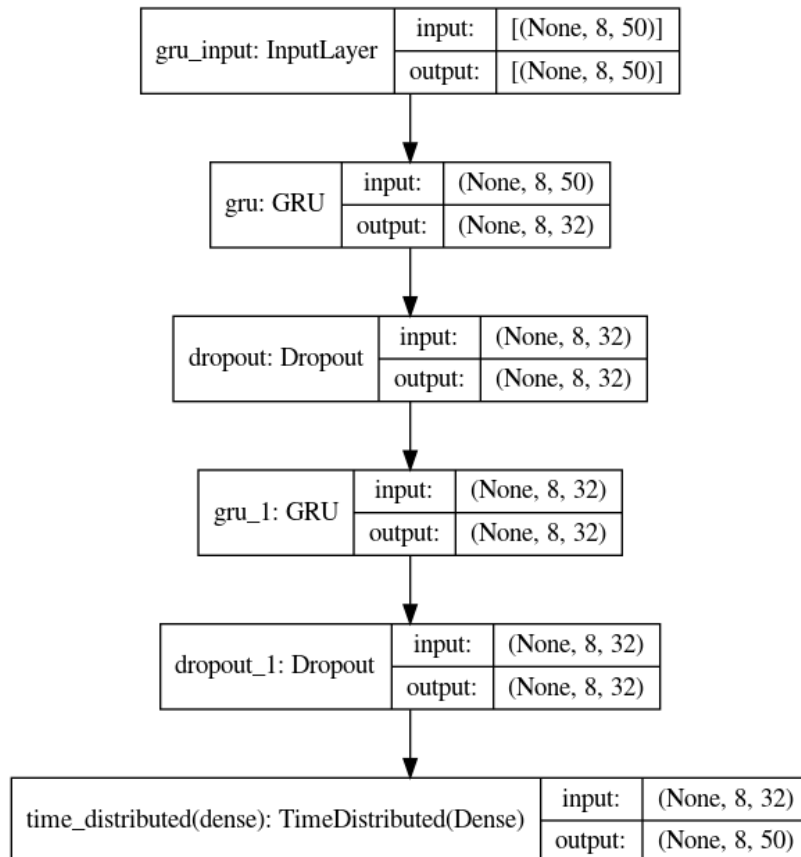 gru_input: InputLayer
input:
[(None, 8, 50)]
output:
[(None, 8, 50)]
gru: GRU
input:
(None, 8, 50)
output:
(None, 8, 32)
dropout: Dropout
input:
(None, 8, 32)
output:
(None, 8, 32)
gru_1: GRU
input:
(None, 8, 32)
output:
(None, 8, 32)
dropout_1: Dropout
input:
(None, 8, 32)
output:
(None, 8, 32)
time_distributed(dense): TimeDistributed(Dense)
input:
(None, 8, 32)
output:
(None, 8, 50)